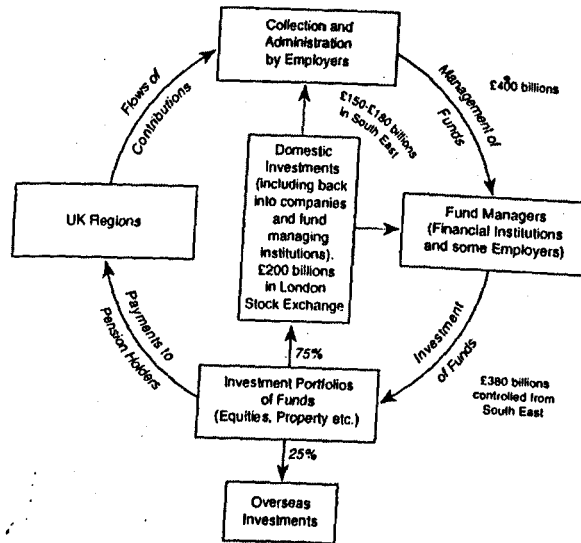 Collection and
Administration
by Employers
Flows of
Contributions
Management of
Funds
£400 billions
£150-£180 billions
in South East
Domestic
Investments
(including back
into companies
and fund
managing
institutions).
£200 billions
in London
Stock Exchange
UK Regions
Fund Managers
(Financial Institutions
and some Employers)
Payments to
Pension Holders
75%
Investment
of Funds
Investment Portfolios
of Funds
(Equities, Property etc.)
£380 billions
controlled from
South East
25%
Overseas
Investments